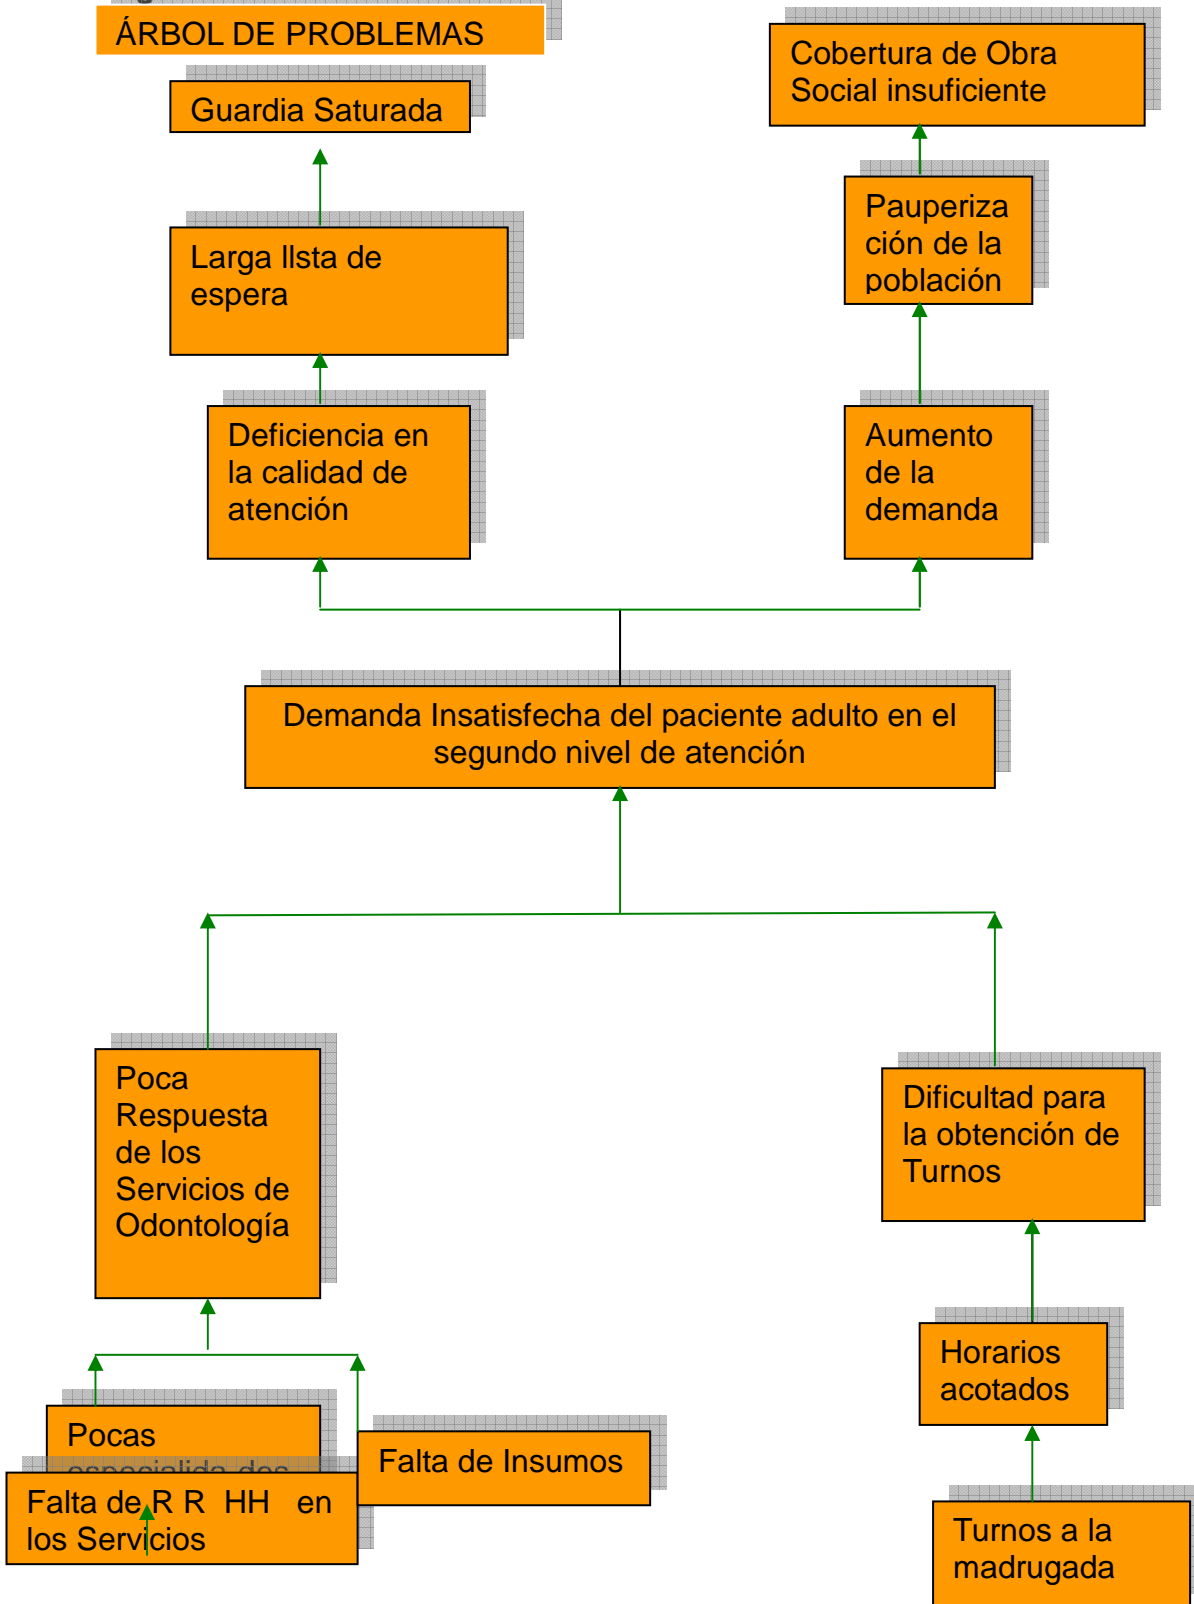 ÁRBOL DE PROBLEMAS
Guardia Saturada
Cobertura de Obra
Social insuficiente
Larga lIsta de
espera
Pauperiza
ción de la
población
Deficiencia en
la calidad de
atención
Aumento
de la
demanda
Demanda Insatisfecha del paciente adulto en el
segundo nivel de atención
Poca
Respuesta
de los
Servicios de
Odontología
Dificultad para
la obtención de
Turnos
Horarios
acotados
Pocas
especialida des
Falta de Insumos
Falta de R R HH en
los Servicios
Turnos a la
madrugada